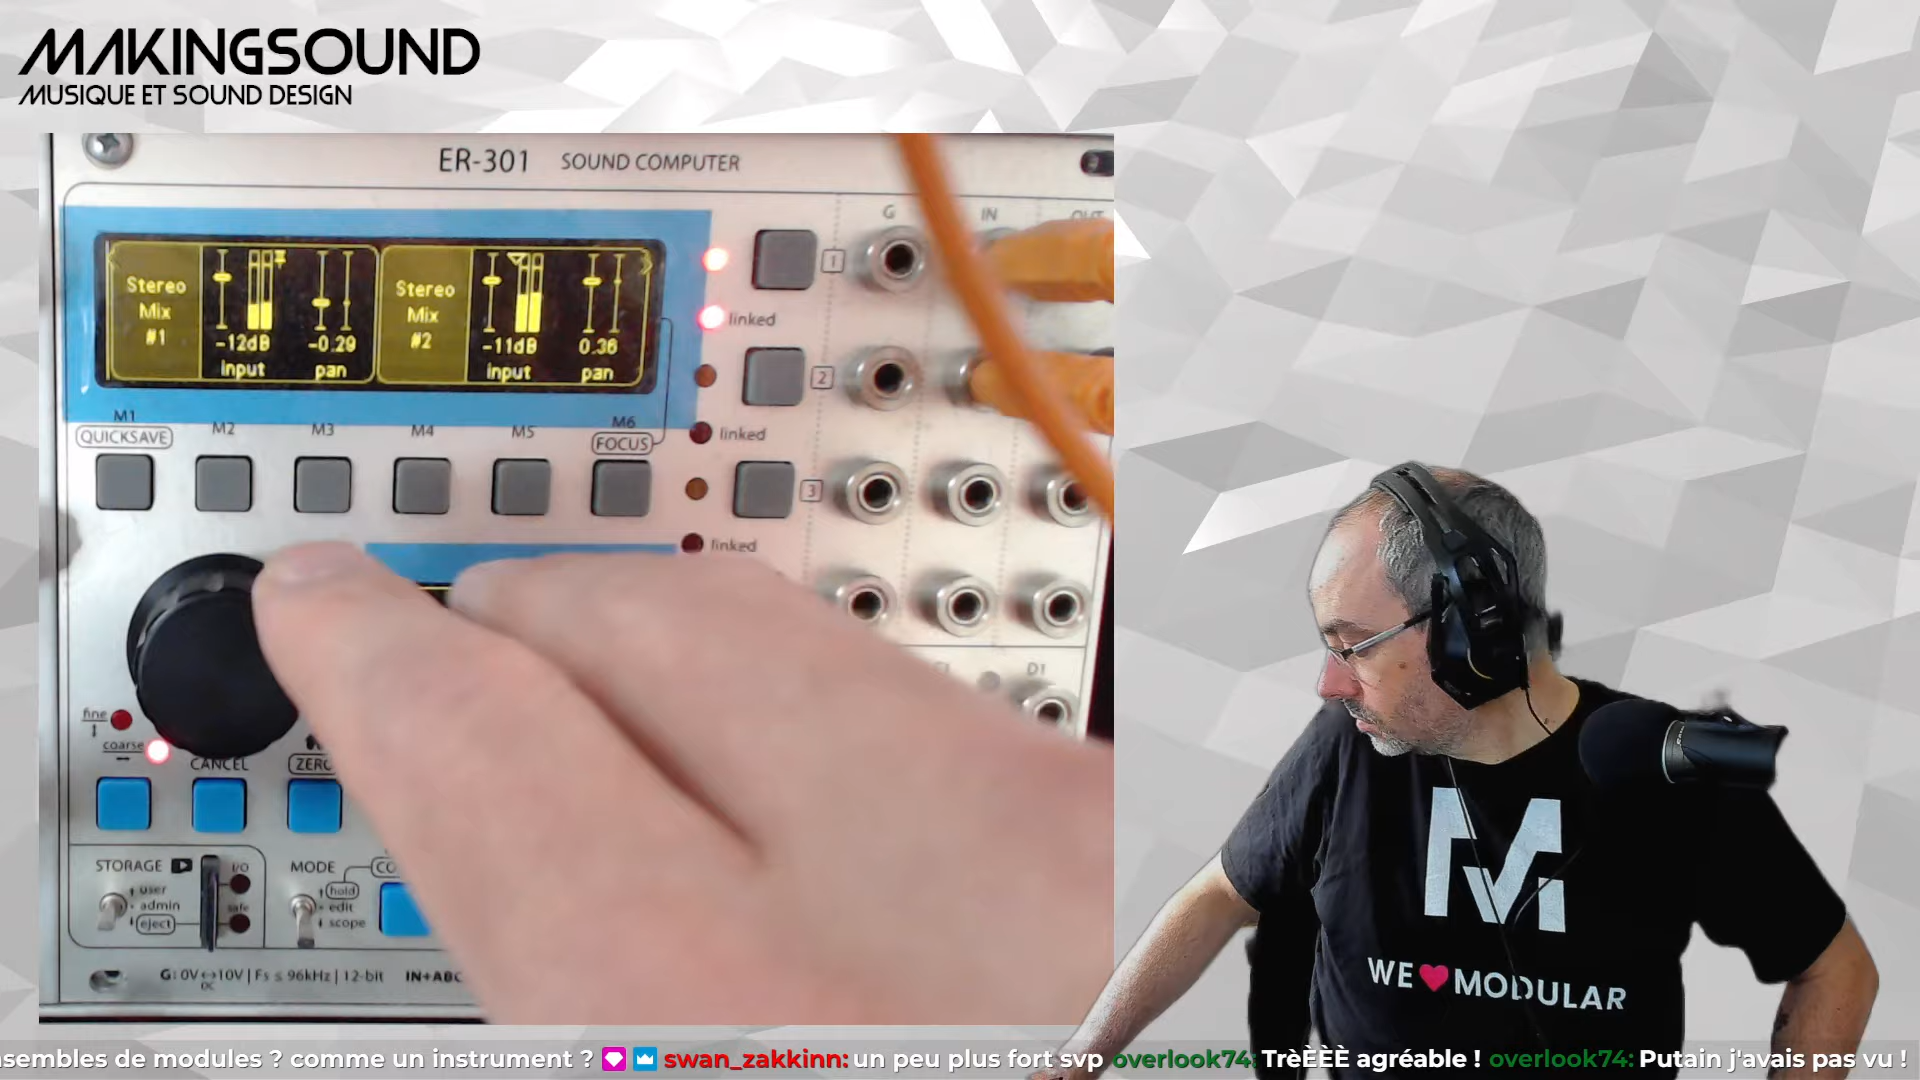 MAKINGSOUND
MUSIQUE ET SOUND DESIGN
ER-301 SOUND COMPUTER
G IN OUT
Stereo Mix #1
-12dB input
-0.29 pan
Stereo Mix #2
-11dB input
0.36 pan
1
linked
2
linked
3
linked
M1 M2 M3 M4 M5 M6
QUICKSAVE
FOCUS
D1
fine
coarse
CANCEL
ZERO
STORAGE
I/O
user
admin
eject
safe
MODE
hold
edit
scope
G: 0V↔10V | Fs ≤ 96kHz | 12-bit IN+ABC
DC
WE ❤ MODULAR
sembles de modules ? comme un instrument ? swan_zakkinn: un peu plus fort svp overlook74: TrèÈÈÈ agréable ! overlook74: Putain j'avais pas vu !